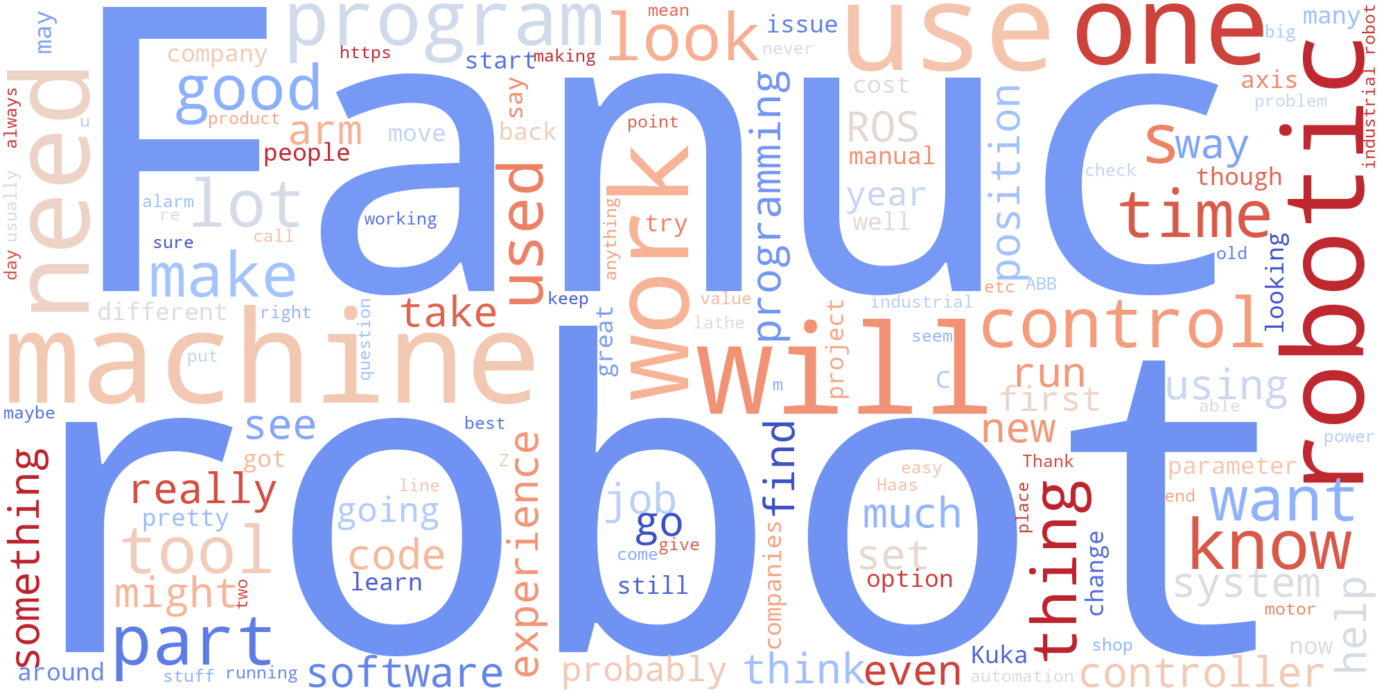 Fanuc
robot
machine
need
program
use
one
robotic
will
work
look
used
good
lot
make
control
time
s
way
part
tool
thing
know
want
software
something
experience
programming
position
take
arm
people
company
product
https
start
making
mean
never
issue
may
many
big
industrial robot
axis
problem
cost
ROS
manual
year
well
check
though
old
looking
always
u
usually
day
alarm
re
sure
call
move
back
say
working
point
try
anything
different
right
question
keep
great
value
lathe
project
industrial
etc
ABB
seem
m
C
run
first
new
using
able
power
put
maybe
see
got
best
really
pretty
might
two
line
going
code
learn
Z
job
go
give
come
still
find
companies
easy
Haas
much
set
option
Thank
place
change
parameter
end
system
motor
help
now
shop
controller
automation
Kuka
even
think
probably
around
stuff
running